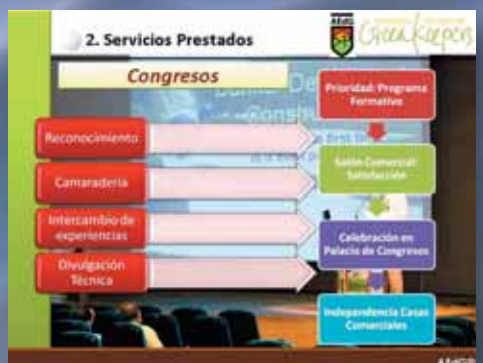 2. Servicios Prestados
AEdG
Greenkeepers
Congresos
Reconocimiento
Camaradería
Intercambio de
experiencias
Divulgación
Técnica
Prioridad: Programa
Formativo
Salón Comercial:
Satisfacción
Celebración en
Palacio de Congresos
Independencia Casas
Comerciales
AEdG